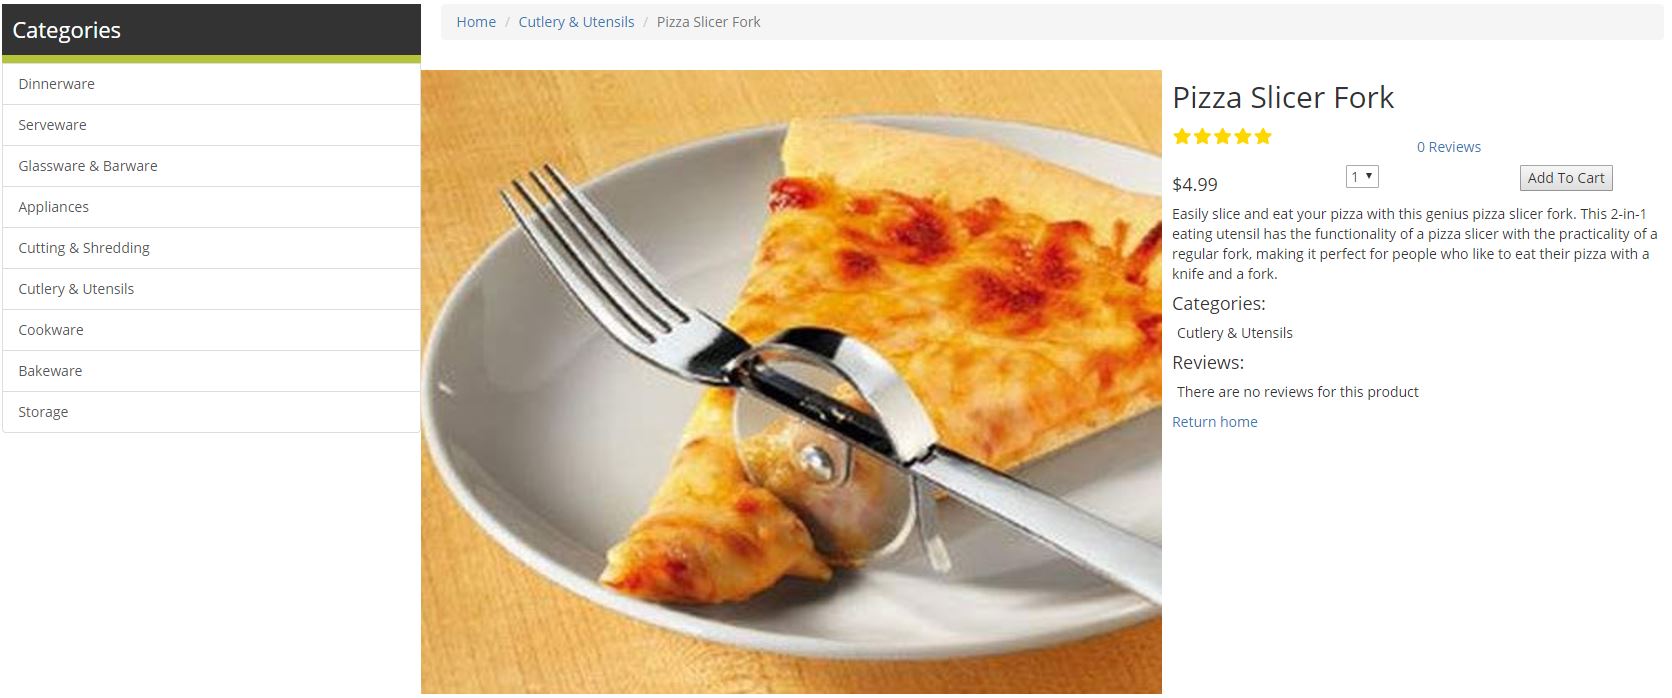 Categories
Dinnerware
Serveware
Glassware & Barware
Appliances
Cutting & Shredding
Cutlery & Utensils
Cookware
Bakeware
Storage
Home / Cutlery & Utensils / Pizza Slicer Fork
Pizza Slicer Fork
0 Reviews
$4.99 1 Add To Cart
Easily slice and eat your pizza with this genius pizza slicer fork. This 2-in-1
eating utensil has the functionality of a pizza slicer with the practicality of a
regular fork, making it perfect for people who like to eat their pizza with a
knife and a fork.
Categories:
Cutlery & Utensils
Reviews:
There are no reviews for this product
Return home